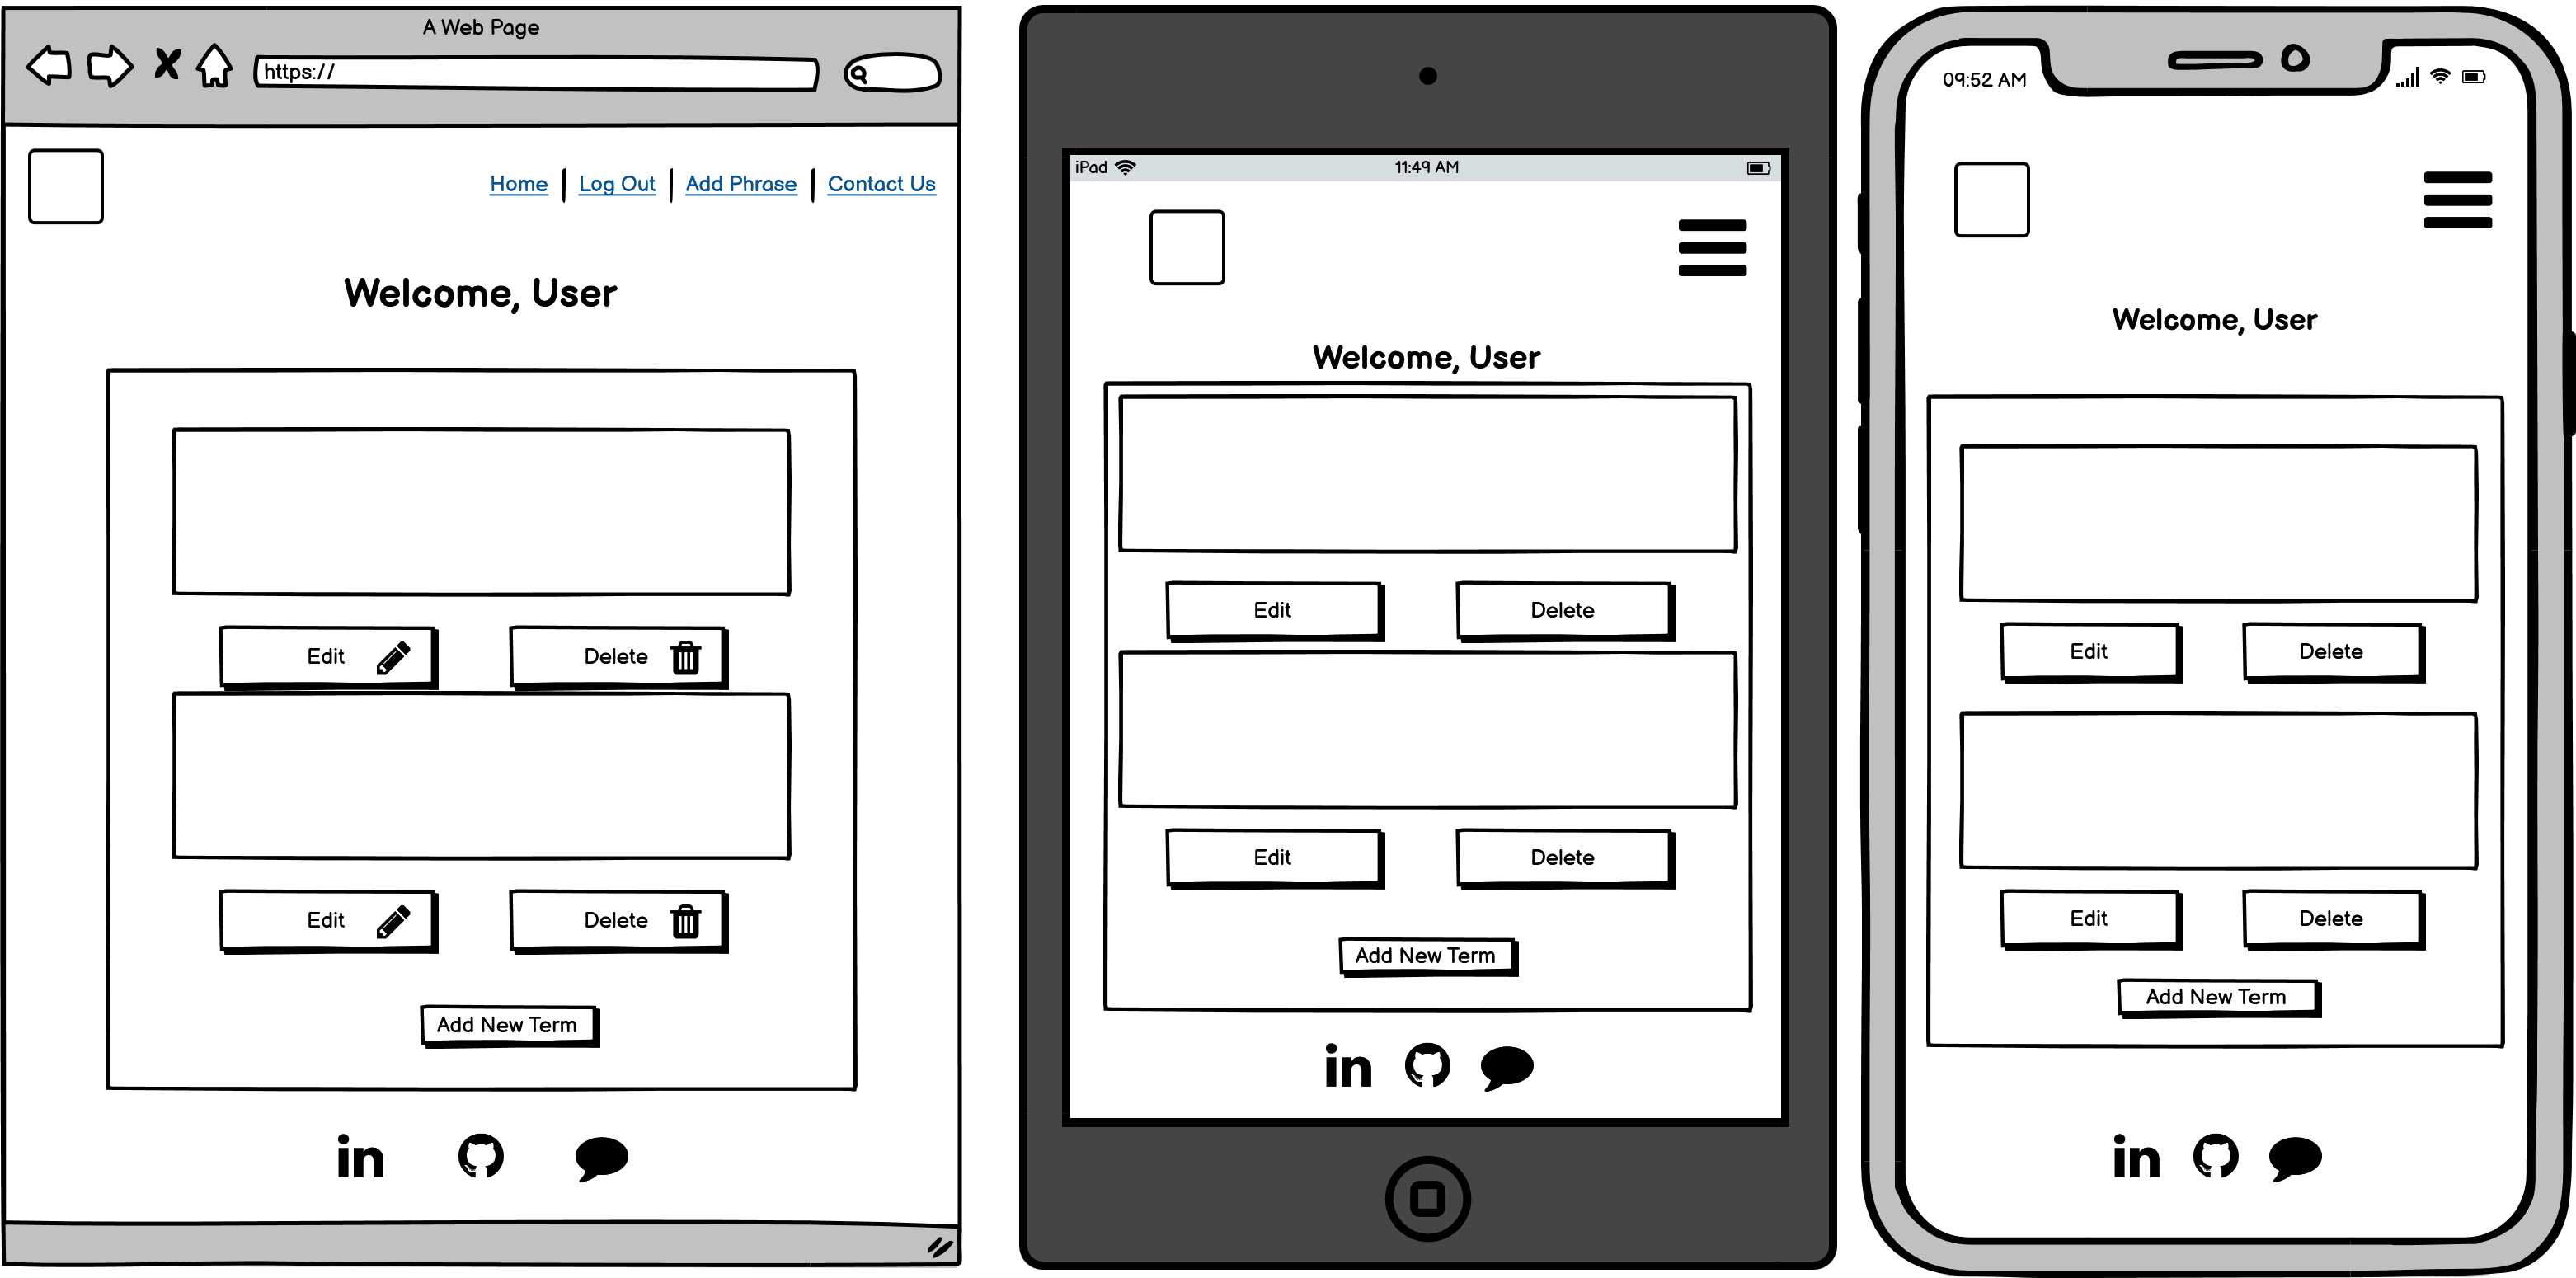 A Web Page
https://
Home | Log Out | Add Phrase | Contact Us
Welcome, User
Edit Delete
Edit Delete
Add New Term
in
iPad 11:49 AM
Welcome, User
Edit Delete
Edit Delete
Add New Term
in
09:52 AM
Welcome, User
Edit Delete
Edit Delete
Add New Term
in